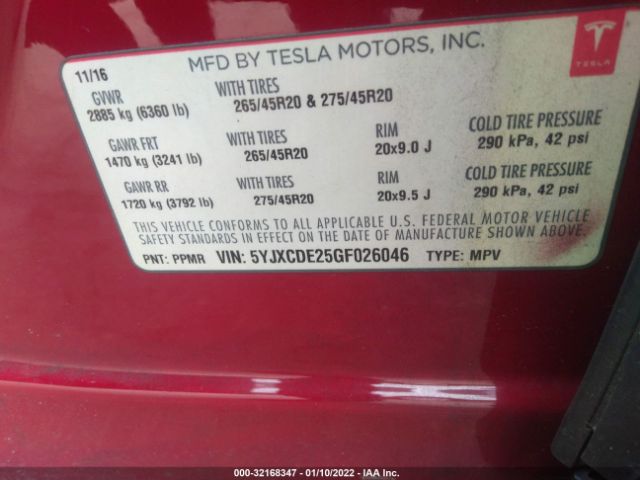 MFD BY TESLA MOTORS, INC.
TESLA
11/16
GVWR
2885 kg (6360 lb)
WITH TIRES
265/45R20 & 275/45R20
GAWR FRT
1470 kg (3241 lb)
WITH TIRES
265/45R20
RIM
20x9.0 J
COLD TIRE PRESSURE
290 kPa, 42 psi
GAWR RR
1720 kg (3792 lb)
WITH TIRES
275/45R20
RIM
20x9.5 J
COLD TIRE PRESSURE
290 kPa, 42 psi
THIS VEHICLE CONFORMS TO ALL APPLICABLE U.S. FEDERAL MOTOR VEHICLE
SAFETY STANDARDS IN EFFECT ON THE DATE OF MANUFACTURE SHOWN ABOVE.
PNT: PPMR VIN: 5YJXCDE25GF026046 TYPE: MPV
000-32168347 - 01/10/2022 - IAA Inc.